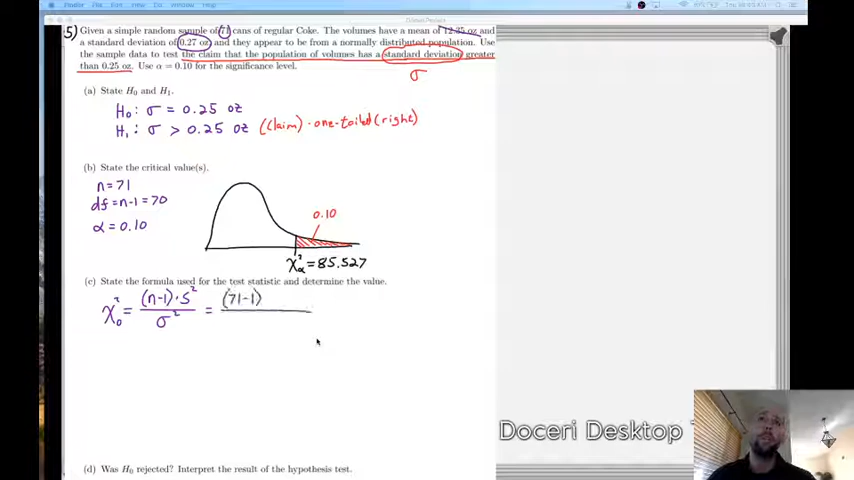 5) Given a simple random sample of 71 cans of regular Coke. The volumes have a mean of 12.35 oz and
a standard deviation of 0.27 oz and they appear to be from a normally distributed population. Use
the sample data to test the claim that the population of volumes has a standard deviation greater
than 0.25 oz. Use α = 0.10 for the significance level.
σ
(a) State H₀ and H₁.
H₀: σ = 0.25 oz
H₁: σ > 0.25 oz (Claim) · one-tailed (right)
(b) State the critical value(s).
n = 71
df = n-1 = 70
α = 0.10
0.10
χ²α = 85.527
(c) State the formula used for the test statistic and determine the value.
χ²₀ = (n-1)·s² / σ² = (71-1)
(d) Was H₀ rejected? Interpret the result of the hypothesis test.
Doceri Desktop